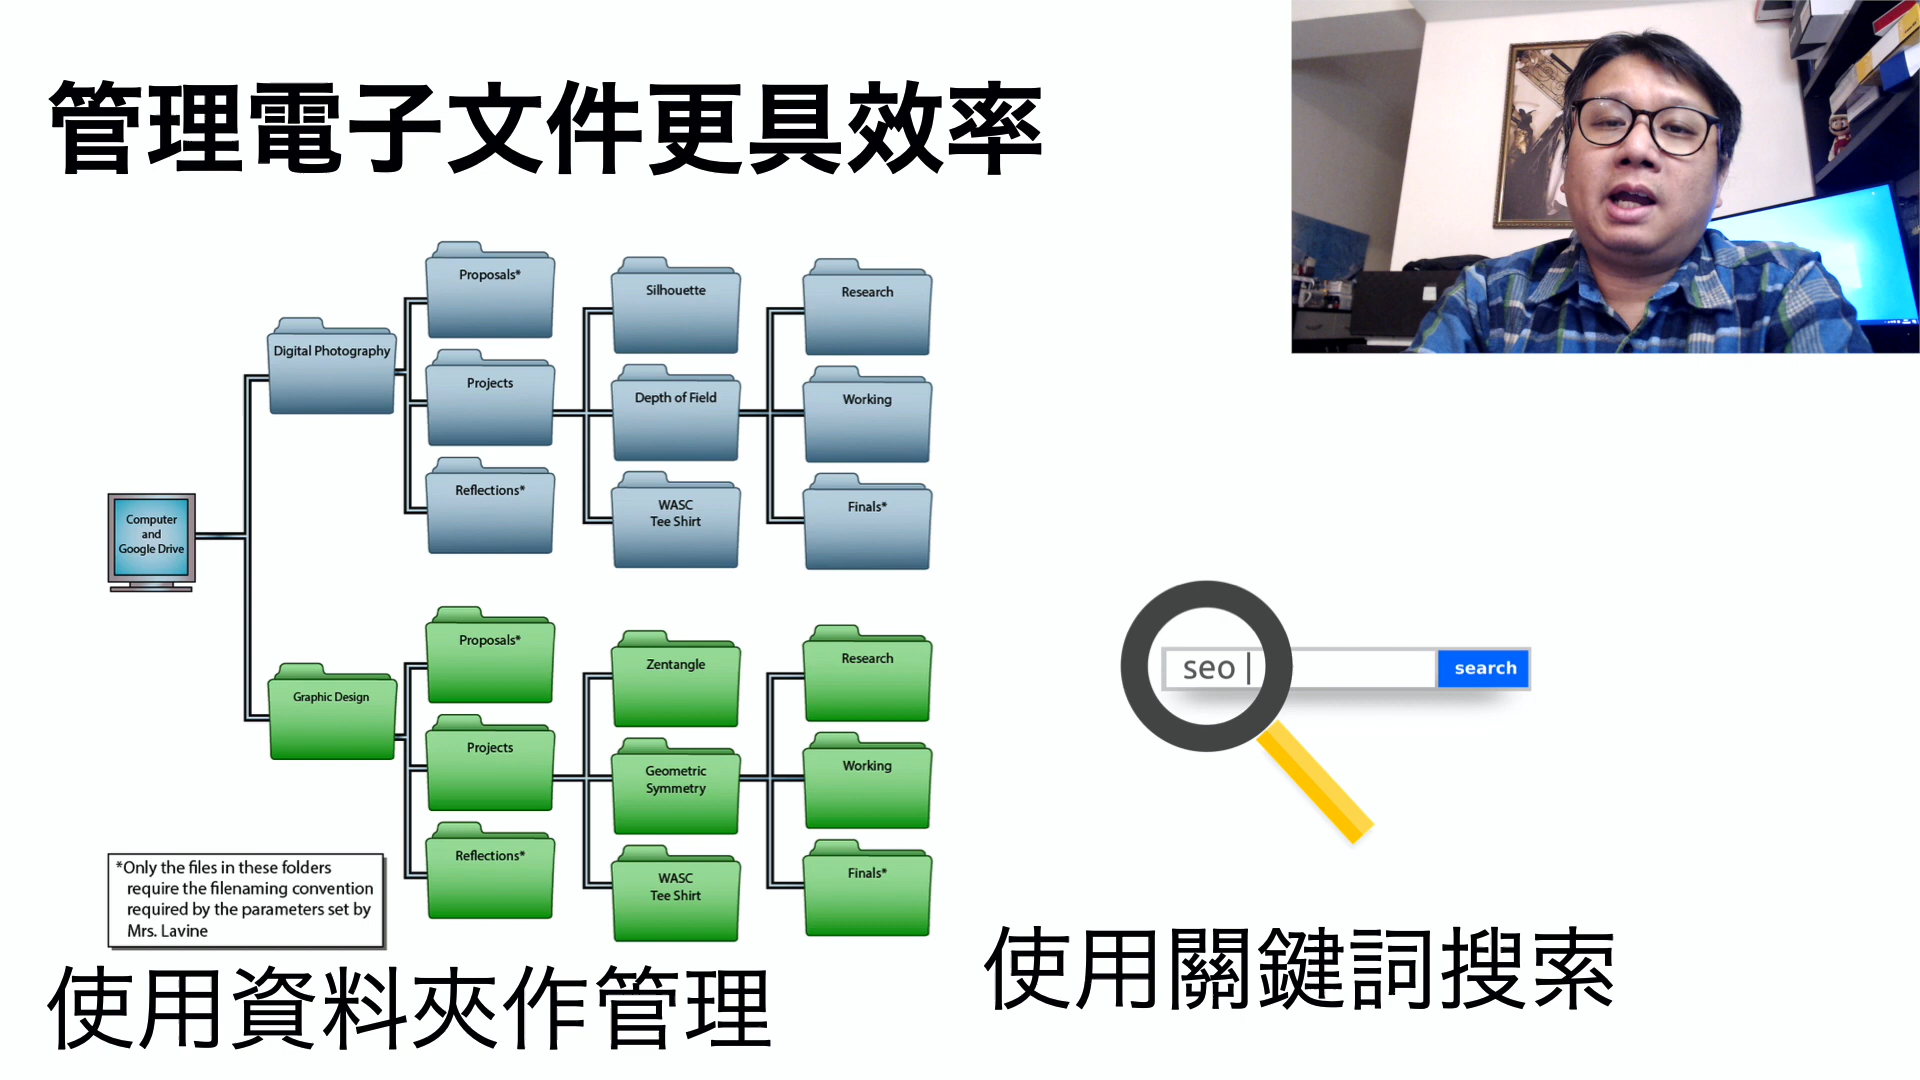 管理電子文件更具效率
Computer
and
Google Drive
Digital Photography
Proposals*
Projects
Reflections*
Silhouette
Depth of Field
WASC
Tee Shirt
Research
Working
Finals*
Graphic Design
Proposals*
Projects
Reflections*
Zentangle
Geometric
Symmetry
WASC
Tee Shirt
Research
Working
Finals*
*Only the files in these folders
require the filenaming convention
required by the parameters set by
Mrs. Lavine
使用資料夾作管理
seo
search
使用關鍵詞搜索